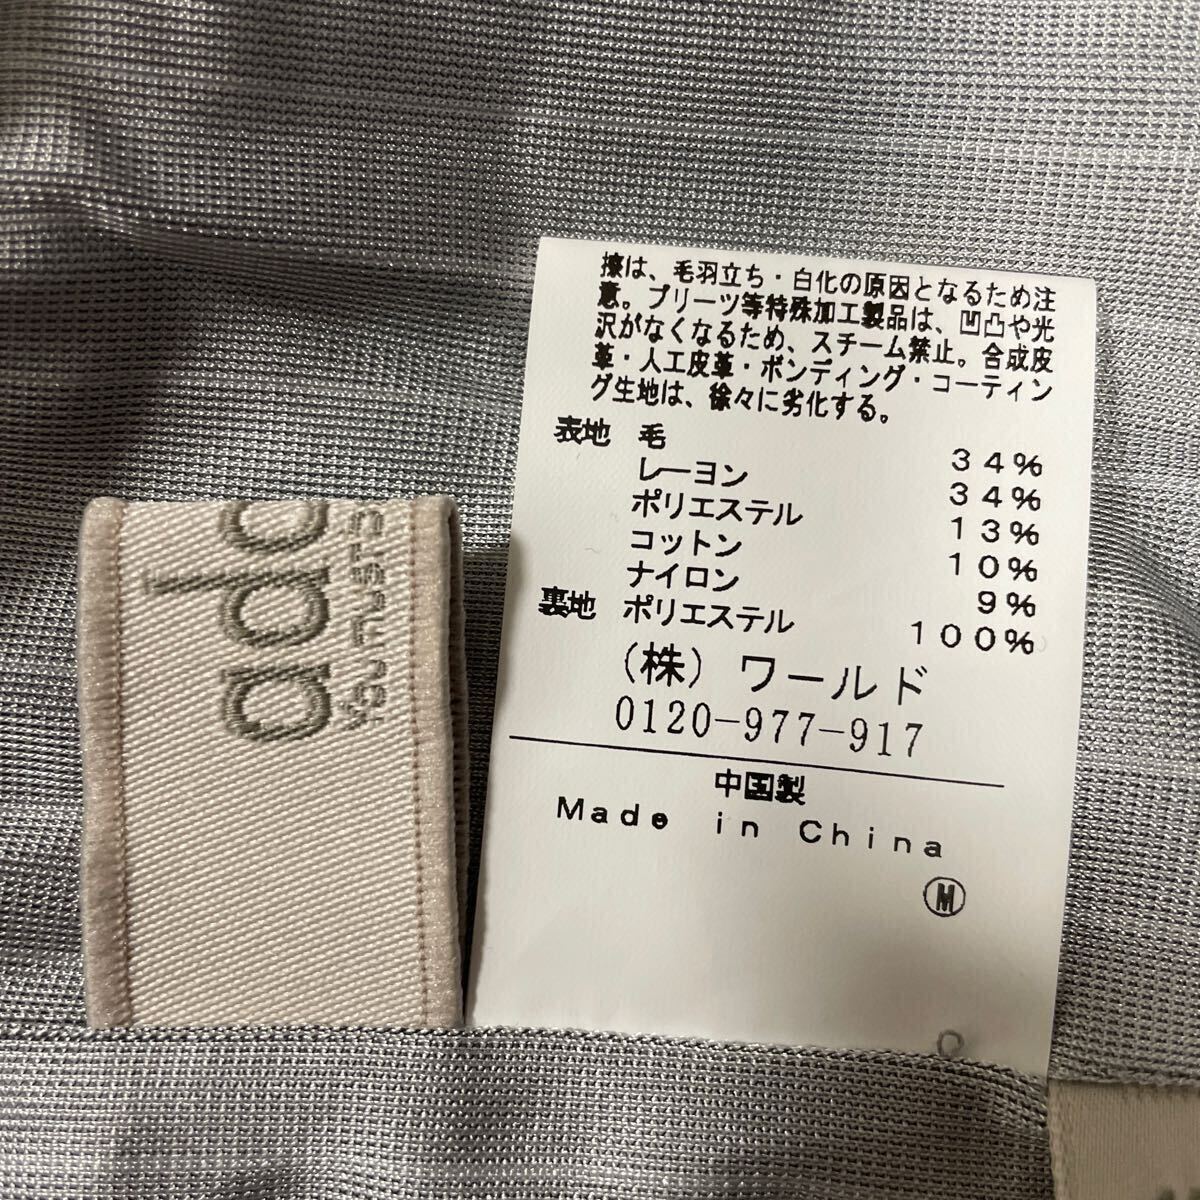 擦は、毛羽立ち・白化の原因となるため注
意。プリーツ等特殊加工製品は、凹凸や光
沢がなくなるため、スチーム禁止。合成皮
革・人工皮革・ボンディング・コーティン
グ生地は、徐々に劣化する。
表地 毛 34%
レーヨン 34%
ポリエステル 13%
コットン 10%
ナイロン 9%
裏地 ポリエステル 100%
(株) ワールド
0120-977-917
中国製
Made in China
M